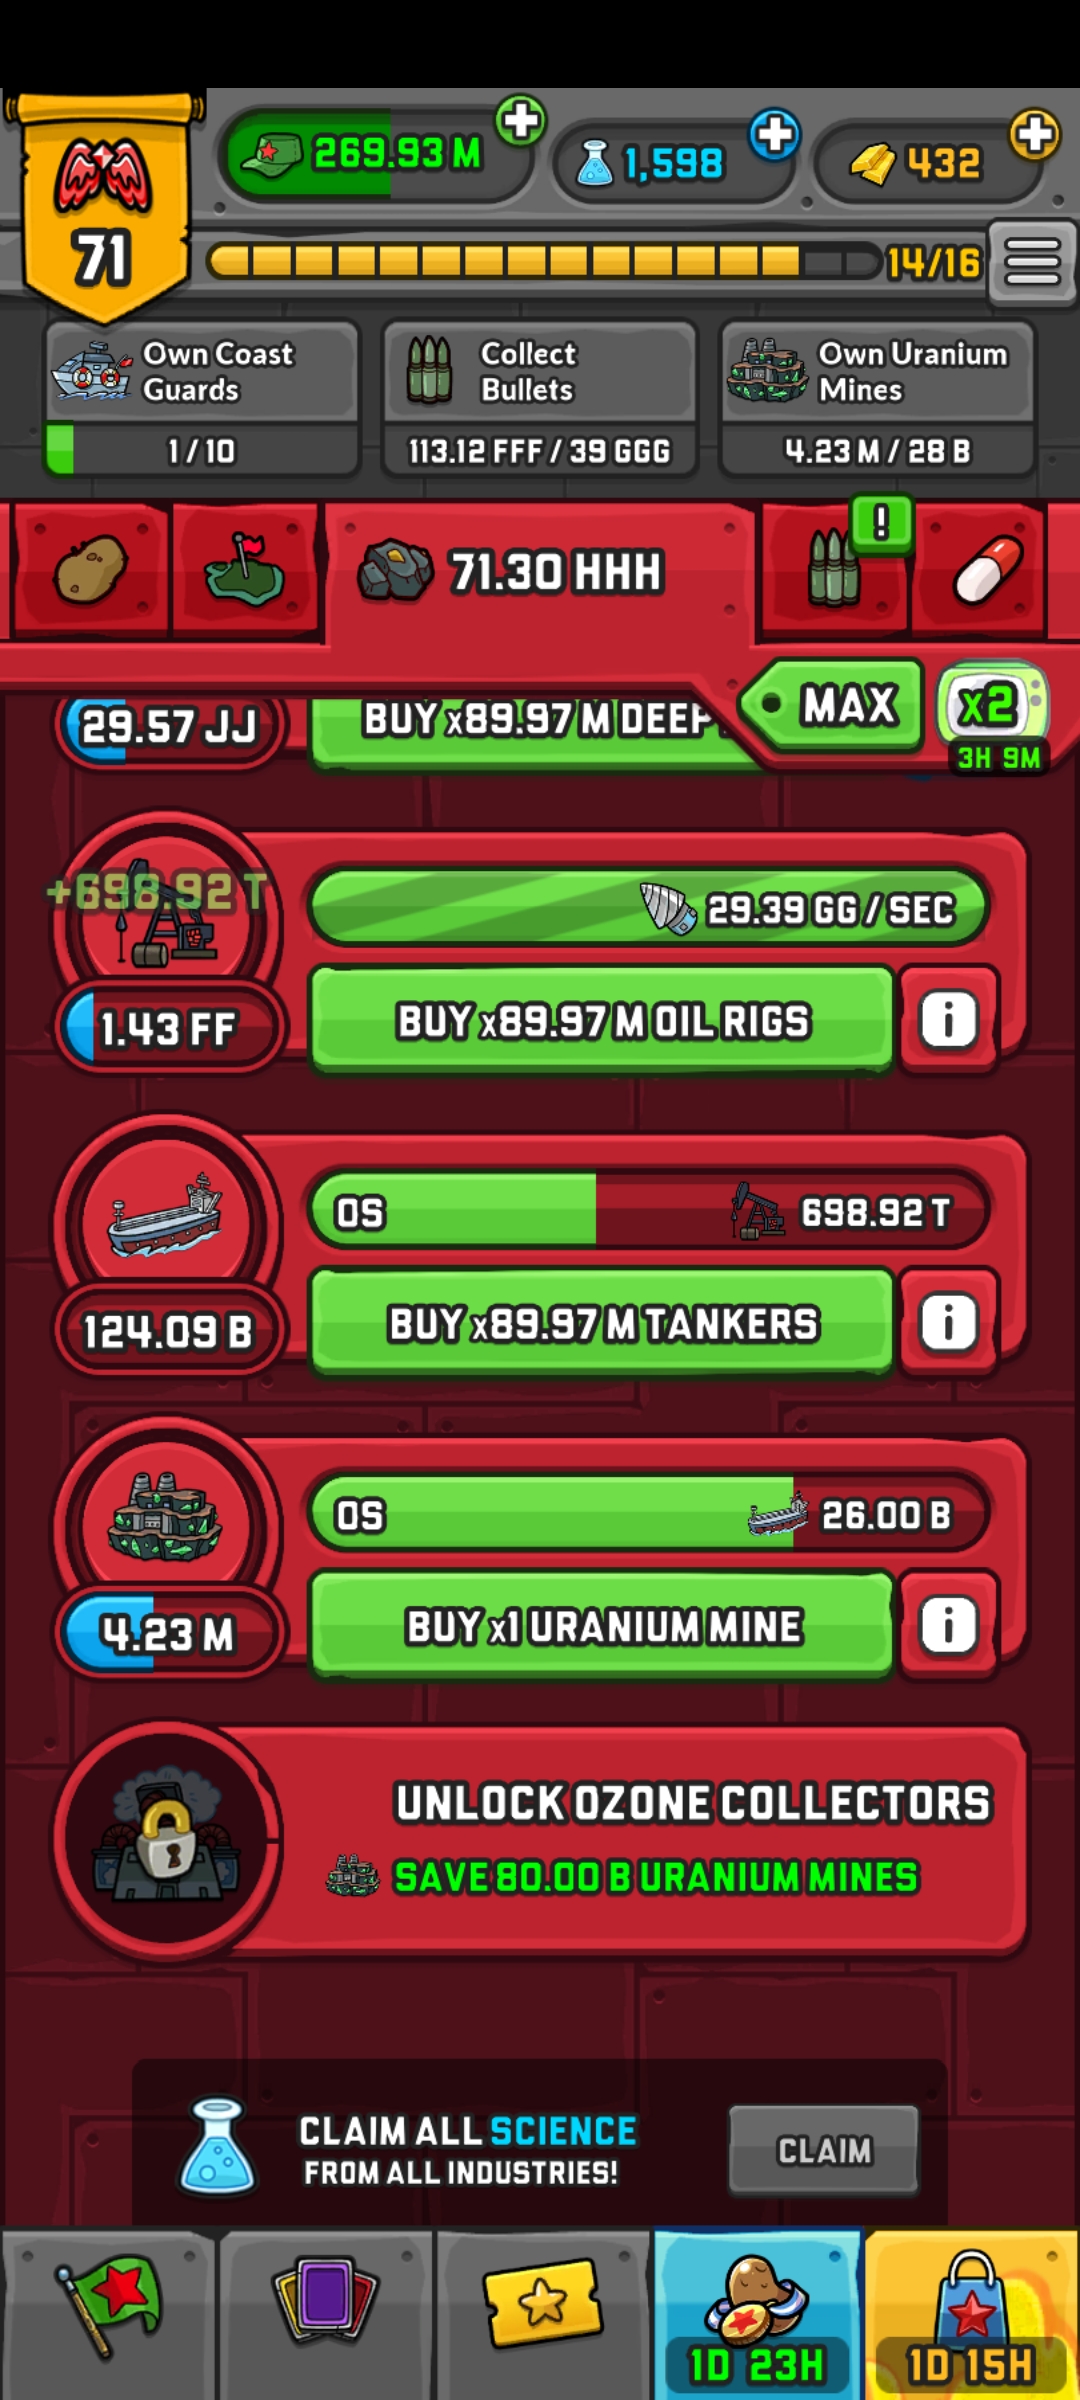 71
269.93 M
1,598
432
14/16
Own Coast
Guards
1 / 10
Collect
Bullets
113.12 FFF / 39 GGG
Own Uranium
Mines
4.23 M / 28 B
71.30 HHH
!
MAX
x2
3H 9M
29.57 JJ
BUY x89.97 M DEEP
+698.92 T
29.39 GG / SEC
1.43 FF
BUY x89.97 M OIL RIGS
i
0S
698.92 T
124.09 B
BUY x89.97 M TANKERS
i
0S
26.00 B
4.23 M
BUY x1 URANIUM MINE
i
UNLOCK OZONE COLLECTORS
SAVE 80.00 B URANIUM MINES
CLAIM ALL SCIENCE
FROM ALL INDUSTRIES!
CLAIM
1D 23H
1D 15H